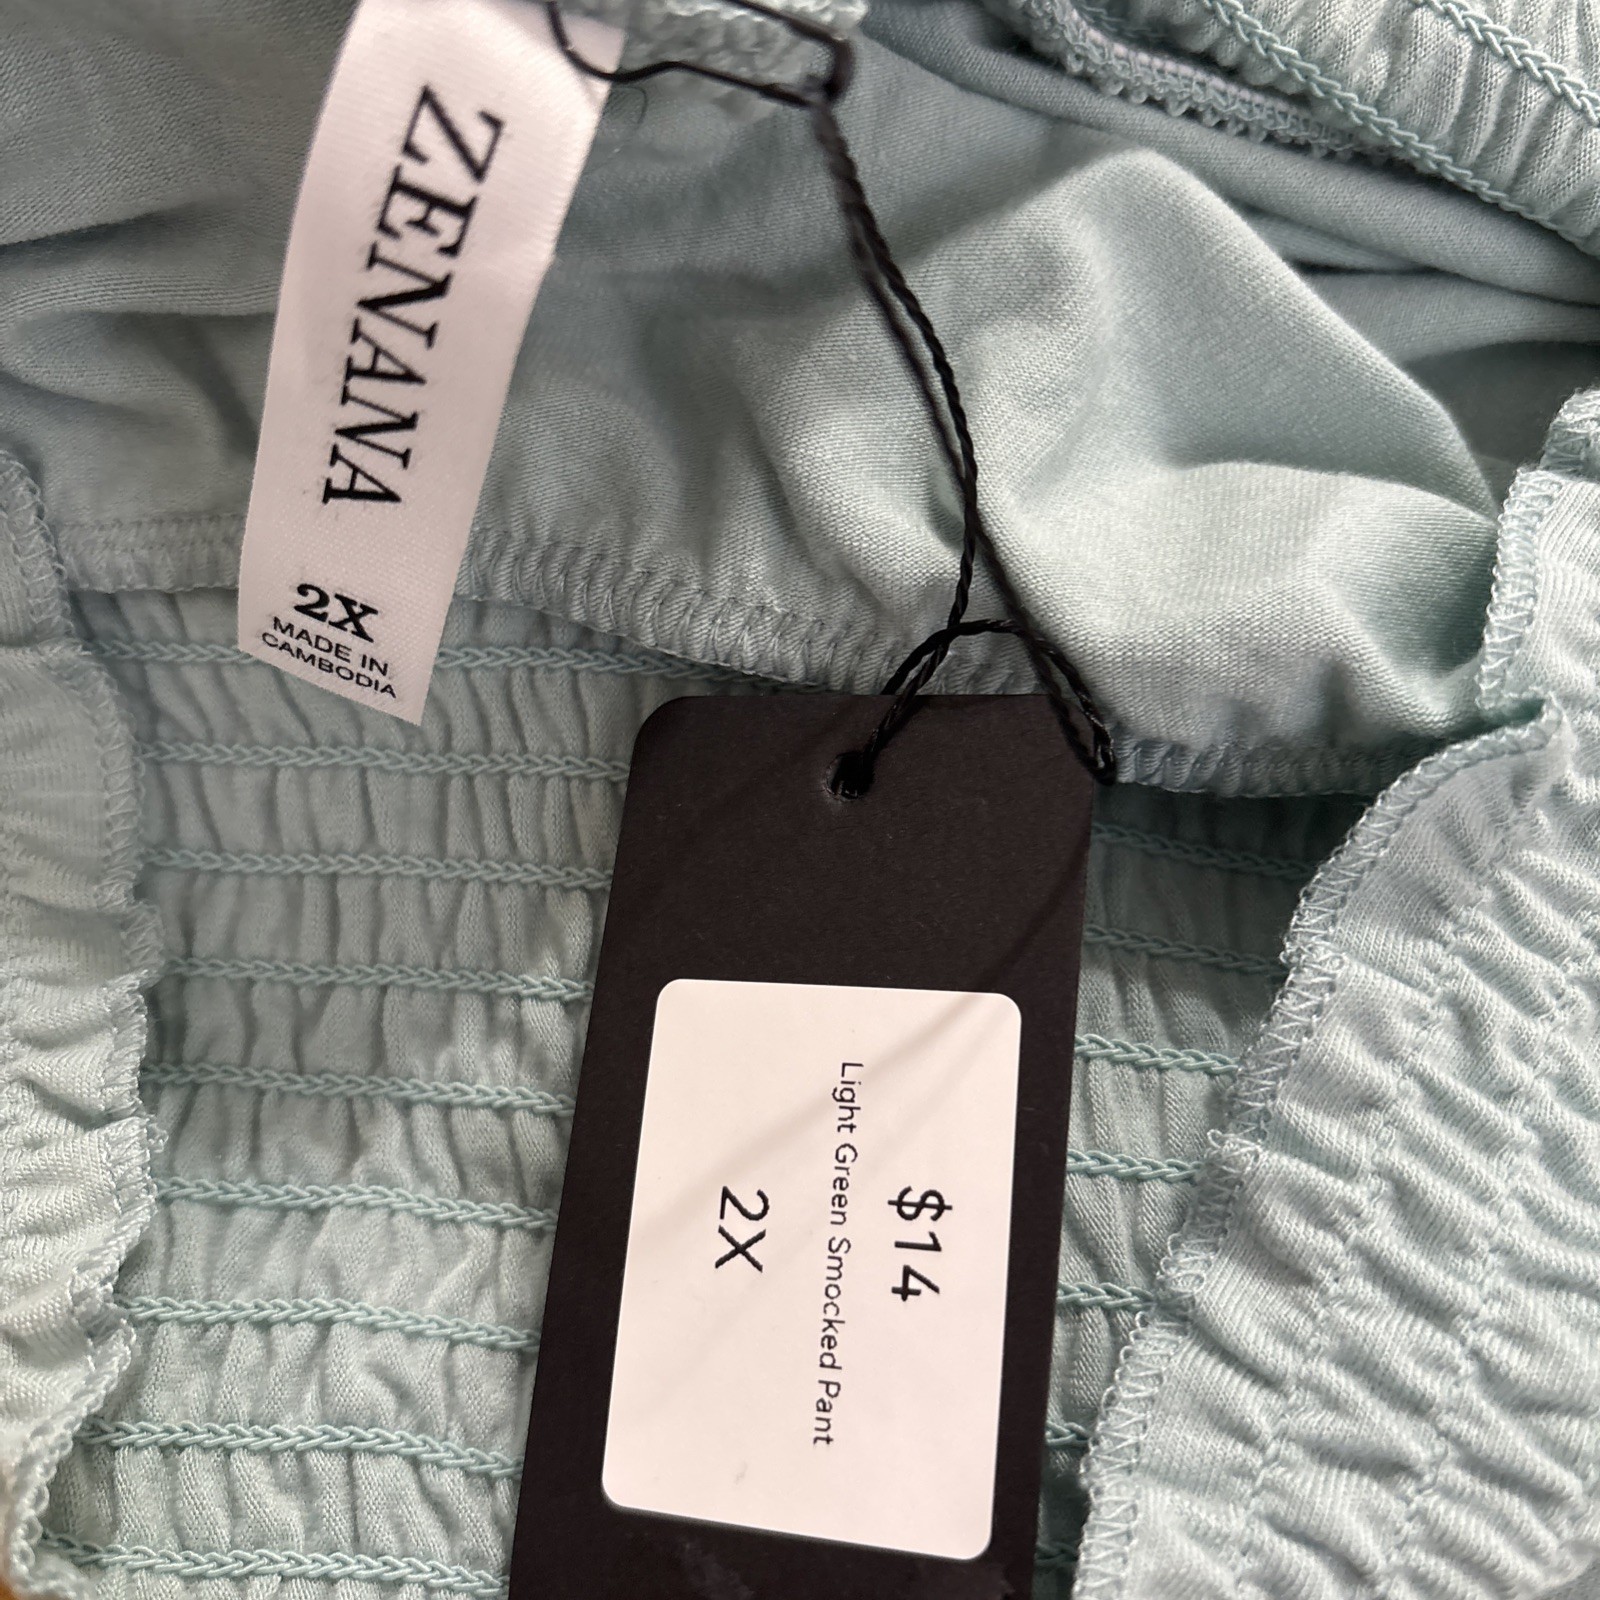 ZENANA
2X
MADE IN
CAMBODIA
$14
Light Green Smocked Pant
2X